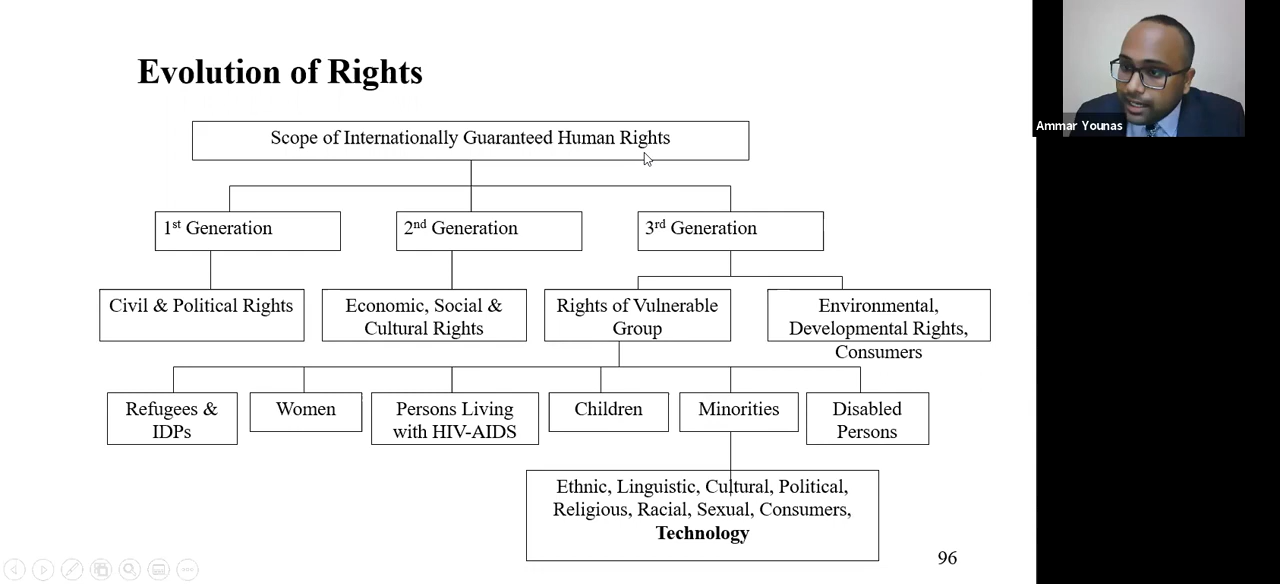 Evolution of Rights
Ammar Younas
Scope of Internationally Guaranteed Human Rights
1st Generation
2nd Generation
3rd Generation
Civil & Political Rights
Economic, Social &
Cultural Rights
Rights of Vulnerable
Group
Environmental,
Developmental Rights,
Consumers
Refugees &
IDPs
Women
Persons Living
with HIV-AIDS
Children
Minorities
Disabled
Persons
Ethnic, Linguistic, Cultural, Political,
Religious, Racial, Sexual, Consumers,
Technology
96